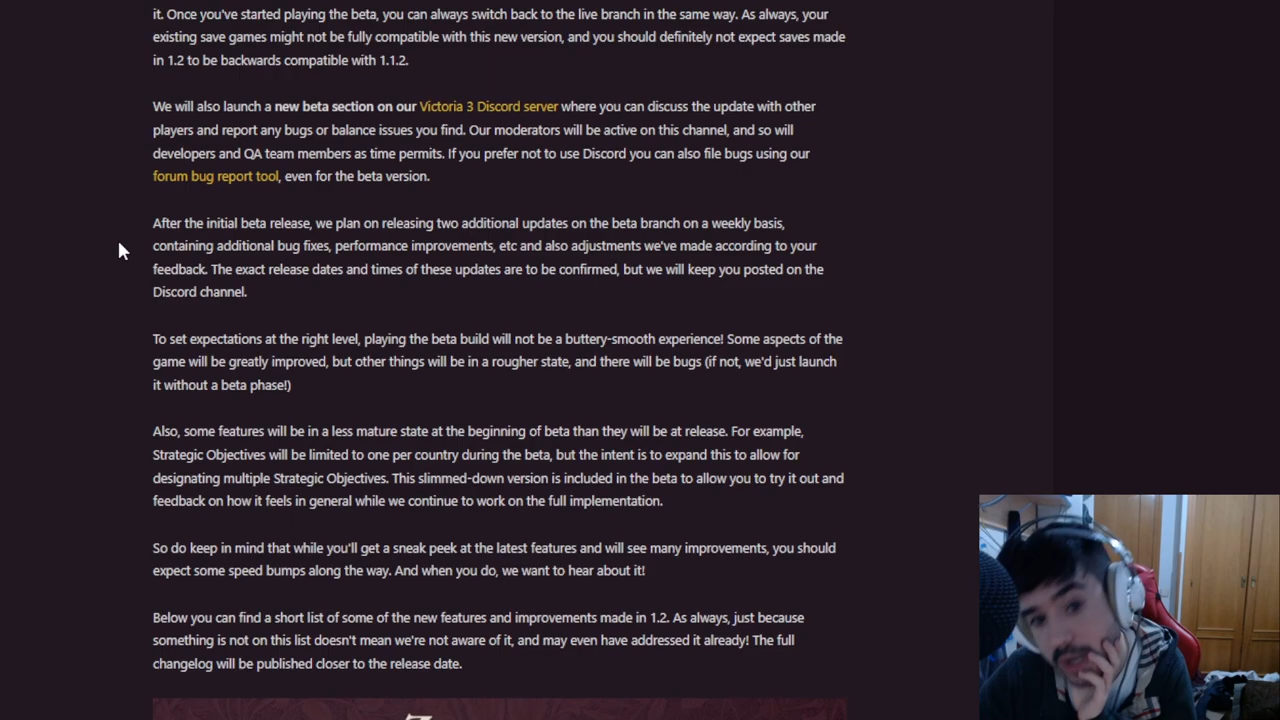 it. Once you've started playing the beta, you can always switch back to the live branch in the same way. As always, your
existing save games might not be fully compatible with this new version, and you should definitely not expect saves made
in 1.2 to be backwards compatible with 1.1.2.
We will also launch a new beta section on our Victoria 3 Discord server where you can discuss the update with other
players and report any bugs or balance issues you find. Our moderators will be active on this channel, and so will
developers and QA team members as time permits. If you prefer not to use Discord you can also file bugs using our
forum bug report tool, even for the beta version.
After the initial beta release, we plan on releasing two additional updates on the beta branch on a weekly basis,
containing additional bug fixes, performance improvements, etc and also adjustments we've made according to your
feedback. The exact release dates and times of these updates are to be confirmed, but we will keep you posted on the
Discord channel.
To set expectations at the right level, playing the beta build will not be a buttery-smooth experience! Some aspects of the
game will be greatly improved, but other things will be in a rougher state, and there will be bugs (if not, we'd just launch
it without a beta phase!)
Also, some features will be in a less mature state at the beginning of beta than they will be at release. For example,
Strategic Objectives will be limited to one per country during the beta, but the intent is to expand this to allow for
designating multiple Strategic Objectives. This slimmed-down version is included in the beta to allow you to try it out and
feedback on how it feels in general while we continue to work on the full implementation.
So do keep in mind that while you'll get a sneak peek at the latest features and will see many improvements, you should
expect some speed bumps along the way. And when you do, we want to hear about it!
Below you can find a short list of some of the new features and improvements made in 1.2. As always, just because
something is not on this list doesn't mean we're not aware of it, and may even have addressed it already! The full
changelog will be published closer to the release date.